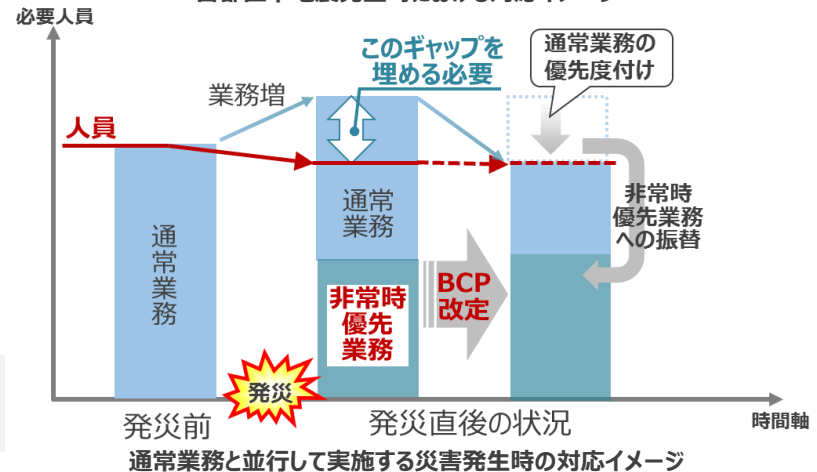 必要人員
このギャップを
埋める必要
通常業務の
優先度付け
業務増
人員
通常
業務
非常時
優先業務
への振替
通常業務
BCP
改定
非常時
優先
業務
発災
発災前
発災直後の状況
時間軸
通常業務と並行して実施する災害発生時の対応イメージ